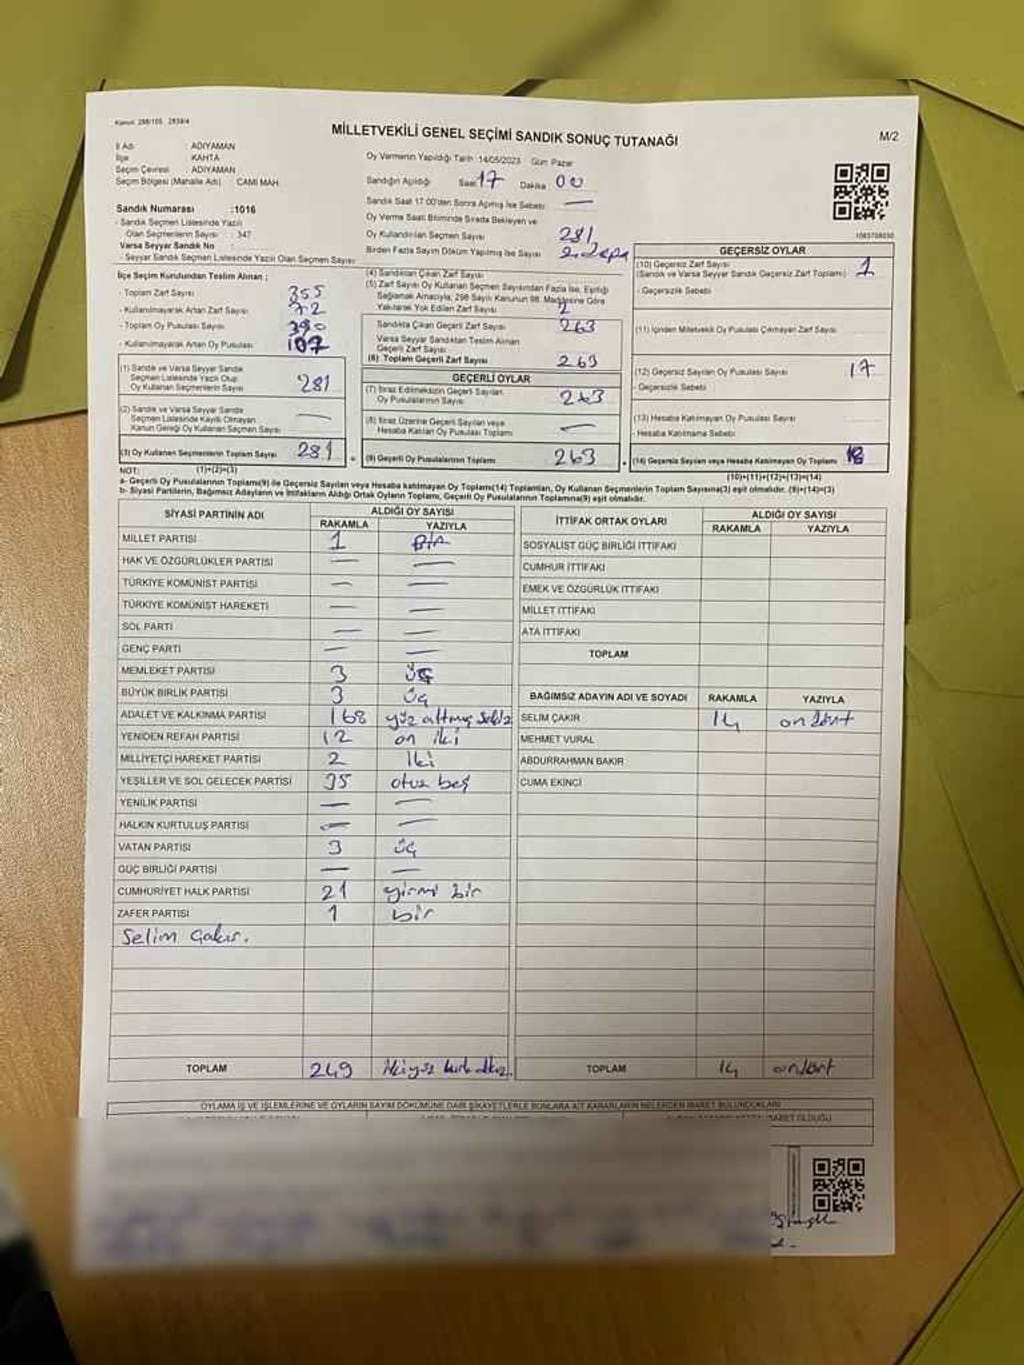 Kanun: 298/105 2839/4
MİLLETVEKİLİ GENEL SEÇİMİ SANDIK SONUÇ TUTANAĞI
M/2
İl Adı : ADIYAMAN
İlçe : KAHTA
Seçim Çevresi : ADIYAMAN
Seçim Bölgesi (Mahalle Adı) : CAMİ MAH.
Oy Vermenin Yapıldığı Tarih :14/05/2023 Gün Pazar
Sandığın Açıldığı Saat 17 Dakika 00
Sandık Saat 17:00'den Sonra Açılmış İse Sebebi: —
Oy Verme Saati Bitiminde Sırada Bekleyen ve
Oy Kullandırılan Seçmen Sayısı 281
Birden Fazla Sayım Döküm Yapılmış İse Sayısı
Sandık Numarası :1016
- Sandık Seçmen Listesinde Yazılı
Olan Seçmenlerin Sayısı : 347
Varsa Seyyar Sandık No :
- Seyyar Sandık Seçmen Listesinde Yazılı Olan Seçmen Sayısı:
İlçe Seçim Kurulundan Teslim Alınan ;
- Toplam Zarf Sayısı : 355
- Kullanılmayarak Artan Zarf Sayısı : 72
- Toplam Oy Pusulası Sayısı : 390
- Kullanılmayarak Artan Oy Pusulası : 107
(1) Sandık ve Varsa Seyyar Sandık
Seçmen Listesinde Yazılı Olup
Oy Kullanan Seçmenlerin Sayısı : 281
(2) Sandık ve Varsa Seyyar Sandık
Seçmen Listesinde Kayıtlı Olmayan
Kanun Gereği Oy Kullanan Seçmen Sayısı : —
(3) Oy Kullanan Seçmenlerin Toplam Sayısı : 281
(1)+(2)=(3)
(4) Sandıktan Çıkan Zarf Sayısı :
(5) Zarf Sayısı Oy Kullanan Seçmen Sayısından Fazla İse, Eşitliği
Sağlamak Amacıyla, 298 Sayılı Kanunun 98. Maddesine Göre
Yakılarak Yok Edilen Zarf Sayısı : 2
Sandıkta Çıkan Geçerli Zarf Sayısı : 263
Varsa Seyyar Sandıktan Teslim Alınan
Geçerli Zarf Sayısı :
(6) Toplam Geçerli Zarf Sayısı : 263
GEÇERLİ OYLAR
(7) İtiraz Edilmeksizin Geçerli Sayılan
Oy Pusulalarının Sayısı : 263
(8) İtiraz Üzerine Geçerli Sayılan veya
Hesaba Katılan Oy Pusulası Toplamı : —
(9) Geçerli Oy Pusulalarının Toplamı : 263
GEÇERSİZ OYLAR
(10) Geçersiz Zarf Sayısı
(Sandık ve Varsa Seyyar Sandık Geçersiz Zarf Toplamı) : 1
- Geçersizlik Sebebi :
(11) İçinden Milletvekili Oy Pusulası Çıkmayan Zarf Sayısı :
(12) Geçersiz Sayılan Oy Pusulası Sayısı : 17
- Geçersizlik Sebebi :
(13) Hesaba Katılmayan Oy Pusulası Sayısı :
- Hesaba Katılmama Sebebi :
(14) Geçersiz Sayılan veya Hesaba Katılmayan Oy Toplamı : 18
(10)+(11)+(12)+(13)=(14)
NOT:
a- Geçerli Oy Pusulalarının Toplamı(9) ile Geçersiz Sayılan veya Hesaba Katılmayan Oy Toplamı(14) Toplamları, Oy Kullanan Seçmenlerin Toplam Sayısına(3) eşit olmalıdır. (9)+(14)=(3)
b- Siyasi Partilerin, Bağımsız Adayların ve İttifakların Aldığı Ortak Oyların Toplamı, Geçerli Oy Pusulalarının Toplamına(9) eşit olmalıdır.
SİYASİ PARTİNİN ADI ALDIĞI OY SAYISI
RAKAMLA YAZIYLA
MİLLET PARTİSİ 1 Bir
HAK VE ÖZGÜRLÜKLER PARTİSİ — —
TÜRKİYE KOMÜNİST PARTİSİ — —
TÜRKİYE KOMÜNİST HAREKETİ — —
SOL PARTİ — —
GENÇ PARTİ — —
MEMLEKET PARTİSİ 3 üç
BÜYÜK BİRLİK PARTİSİ 3 üç
ADALET VE KALKINMA PARTİSİ 168 yüz altmış sekiz
YENİDEN REFAH PARTİSİ 12 on iki
MİLLİYETÇİ HAREKET PARTİSİ 2 İki
YEŞİLLER VE SOL GELECEK PARTİSİ 35 otuz beş
YENİLİK PARTİSİ — —
HALKIN KURTULUŞ PARTİSİ — —
VATAN PARTİSİ 3 üç
GÜÇ BİRLİĞİ PARTİSİ — —
CUMHURİYET HALK PARTİSİ 21 yirmi bir
ZAFER PARTİSİ 1 bir
Selim Çakır.
TOPLAM 249
İTTİFAK ORTAK OYLARI ALDIĞI OY SAYISI
RAKAMLA YAZIYLA
SOSYALİST GÜÇ BİRLİĞİ İTTİFAKI
CUMHUR İTTİFAKI
EMEK VE ÖZGÜRLÜK İTTİFAKI
MİLLET İTTİFAKI
ATA İTTİFAKI
TOPLAM
BAĞIMSIZ ADAYIN ADI VE SOYADI RAKAMLA YAZIYLA
SELİM ÇAKIR 14 ondört
MEHMET VURAL
ABDURRAHMAN BAKIR
CUMA EKİNCİ
TOPLAM 14 ondört
OYLAMA İŞ VE İŞLEMLERİNE VE OYLARIN SAYIM DÖKÜMÜNE DAİR ŞİKAYETLERLE BUNLARA AİT KARARLARIN NELERDEN İBARET BULUNDUKLARI